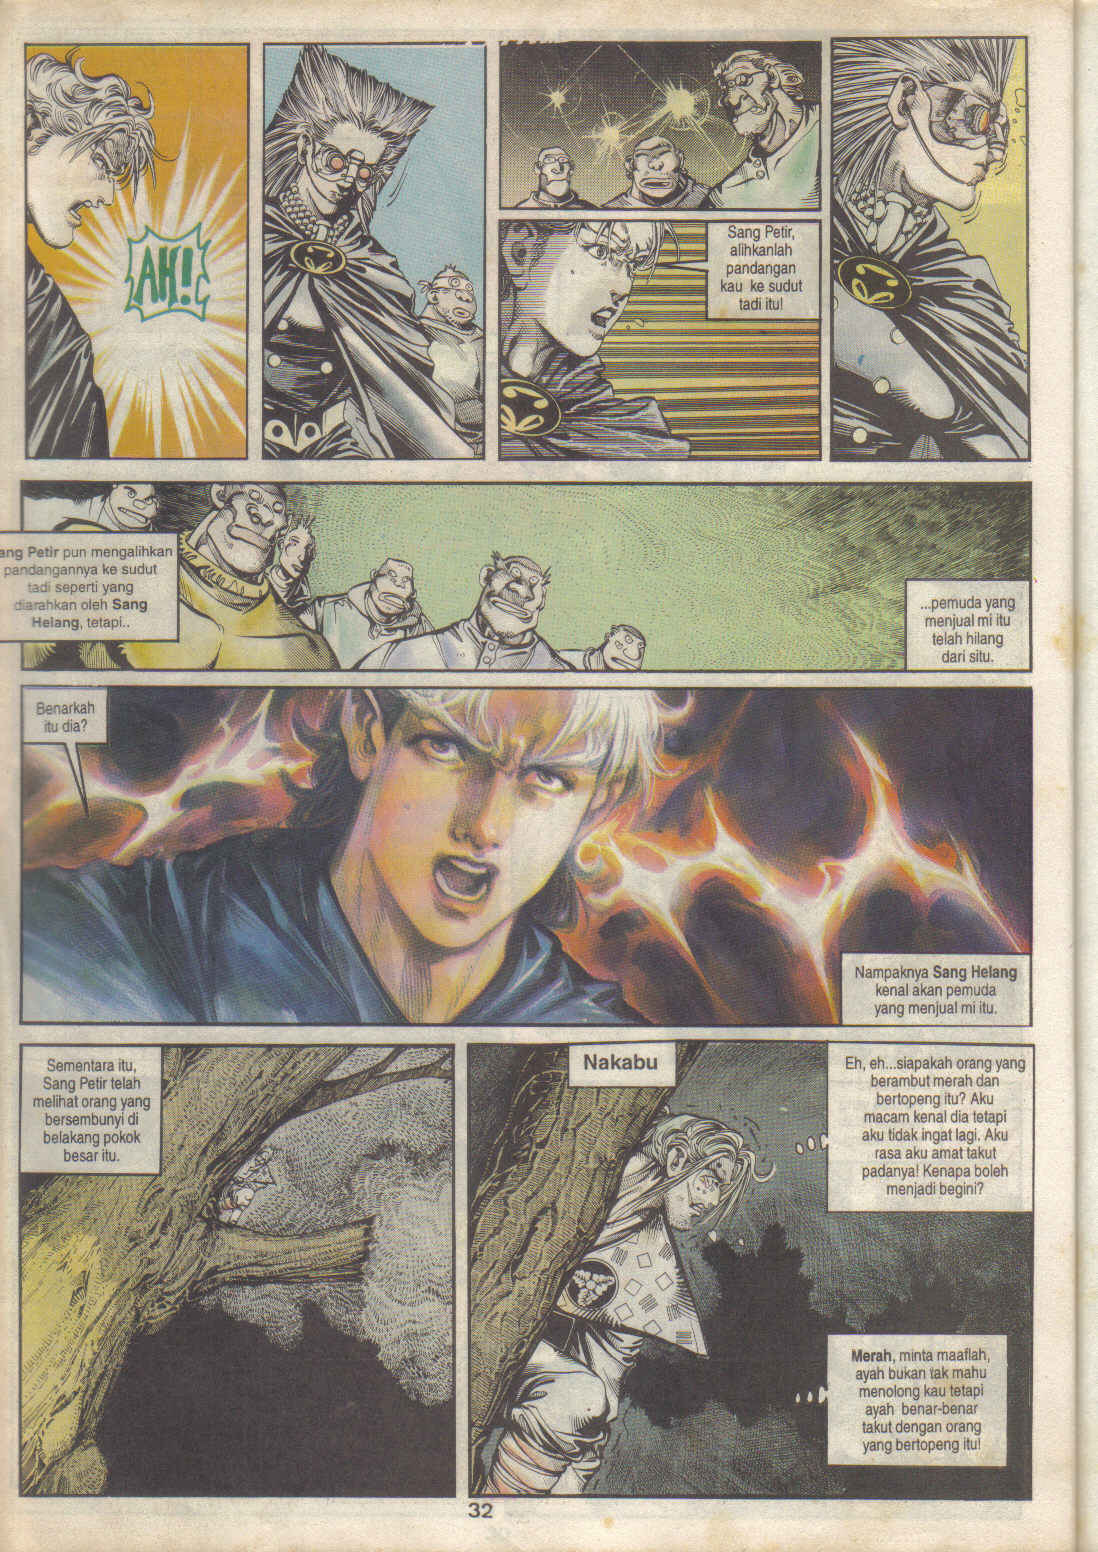 AH!
Sang Petir,
alihkanlah
pandangan
kau ke sudut
tadi itu!
ang Petir pun mengalihkan
pandangannya ke sudut
tadi seperti yang
diarahkan oleh Sang
Helang, tetapi..
...pemuda yang
menjual mi itu
telah hilang
dari situ.
Benarkah
itu dia?
Nampaknya Sang Helang
kenal akan pemuda
yang menjual mi itu.
Sementara itu,
Sang Petir telah
melihat orang yang
bersembunyi di
belakang pokok
besar itu.
Nakabu
Eh, eh...siapakah orang yang
berambut merah dan
bertopeng itu? Aku
macam kenal dia tetapi
aku tidak ingat lagi. Aku
rasa aku amat takut
padanya! Kenapa boleh
menjadi begini?
Merah, minta maaflah,
ayah bukan tak mahu
menolong kau tetapi
ayah benar-benar
takut dengan orang
yang bertopeng itu!
32